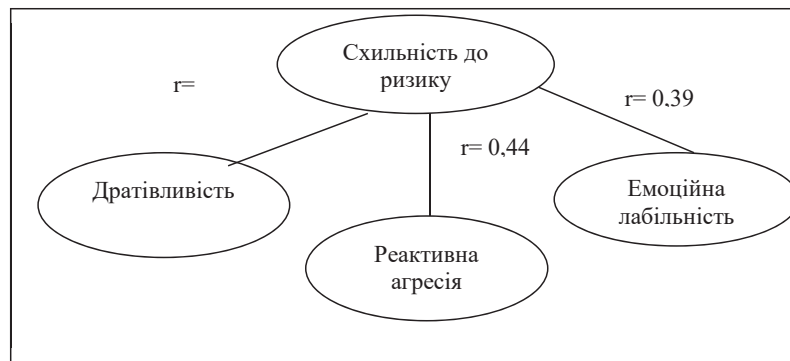 Схильність до
ризику
r=
r= 0,39
r= 0,44
Дратівливість
Емоційна
лабільність
Реактивна
агресія